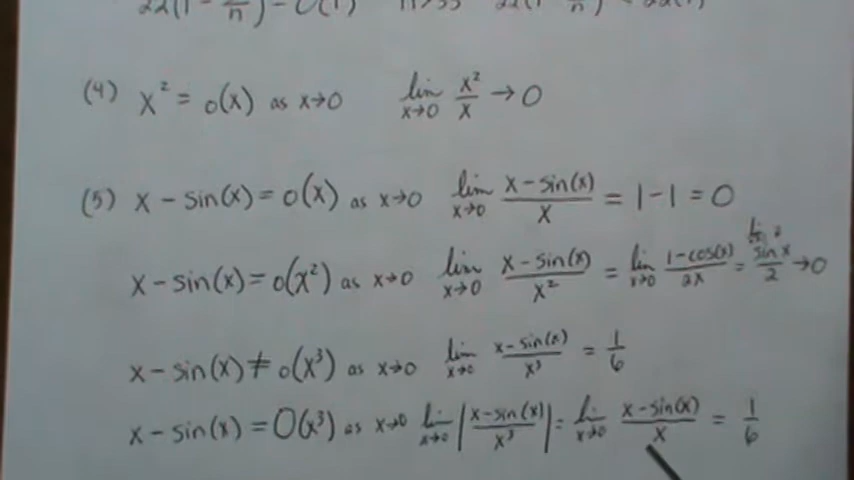 22(1 - /n) - O(1)
(4) x² = o(x) as x→0 lim x→0 x²/x → 0
(5) x - sin(x) = o(x) as x→0 lim x→0 x-sin(x)/x = 1-1 = 0
x - sin(x) = o(x²) as x→0 lim x→0 x-sin(x)/x² = lim x→0 1-cos(x)/2x = sin x/2 → 0
x - sin(x) ≠ o(x³) as x→0 lim x→0 x-sin(x)/x³ = 1/6
x - sin(x) = O(x³) as x→0 lim x→0 |x-sin(x)/x³| = lim x→0 x-sin(x)/x = 1/6